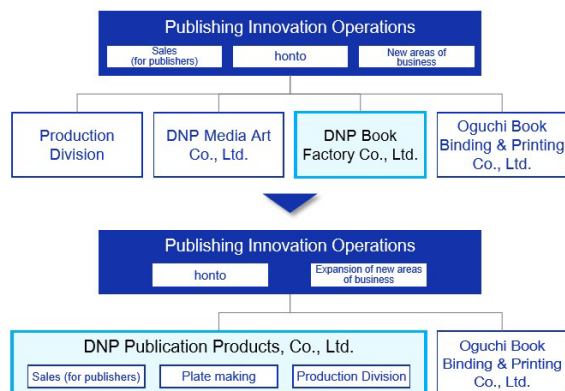 Publishing Innovation Operations
Sales
(for publishers)
honto
New areas of
business
Production
Division
DNP Media Art
Co., Ltd.
DNP Book
Factory Co., Ltd.
Oguchi Book
Binding & Printing
Co., Ltd.
Publishing Innovation Operations
honto
Expansion of new areas
of business
DNP Publication Products, Co., Ltd.
Sales (for publishers)
Plate making
Production Division
Oguchi Book
Binding & Printing
Co., Ltd.